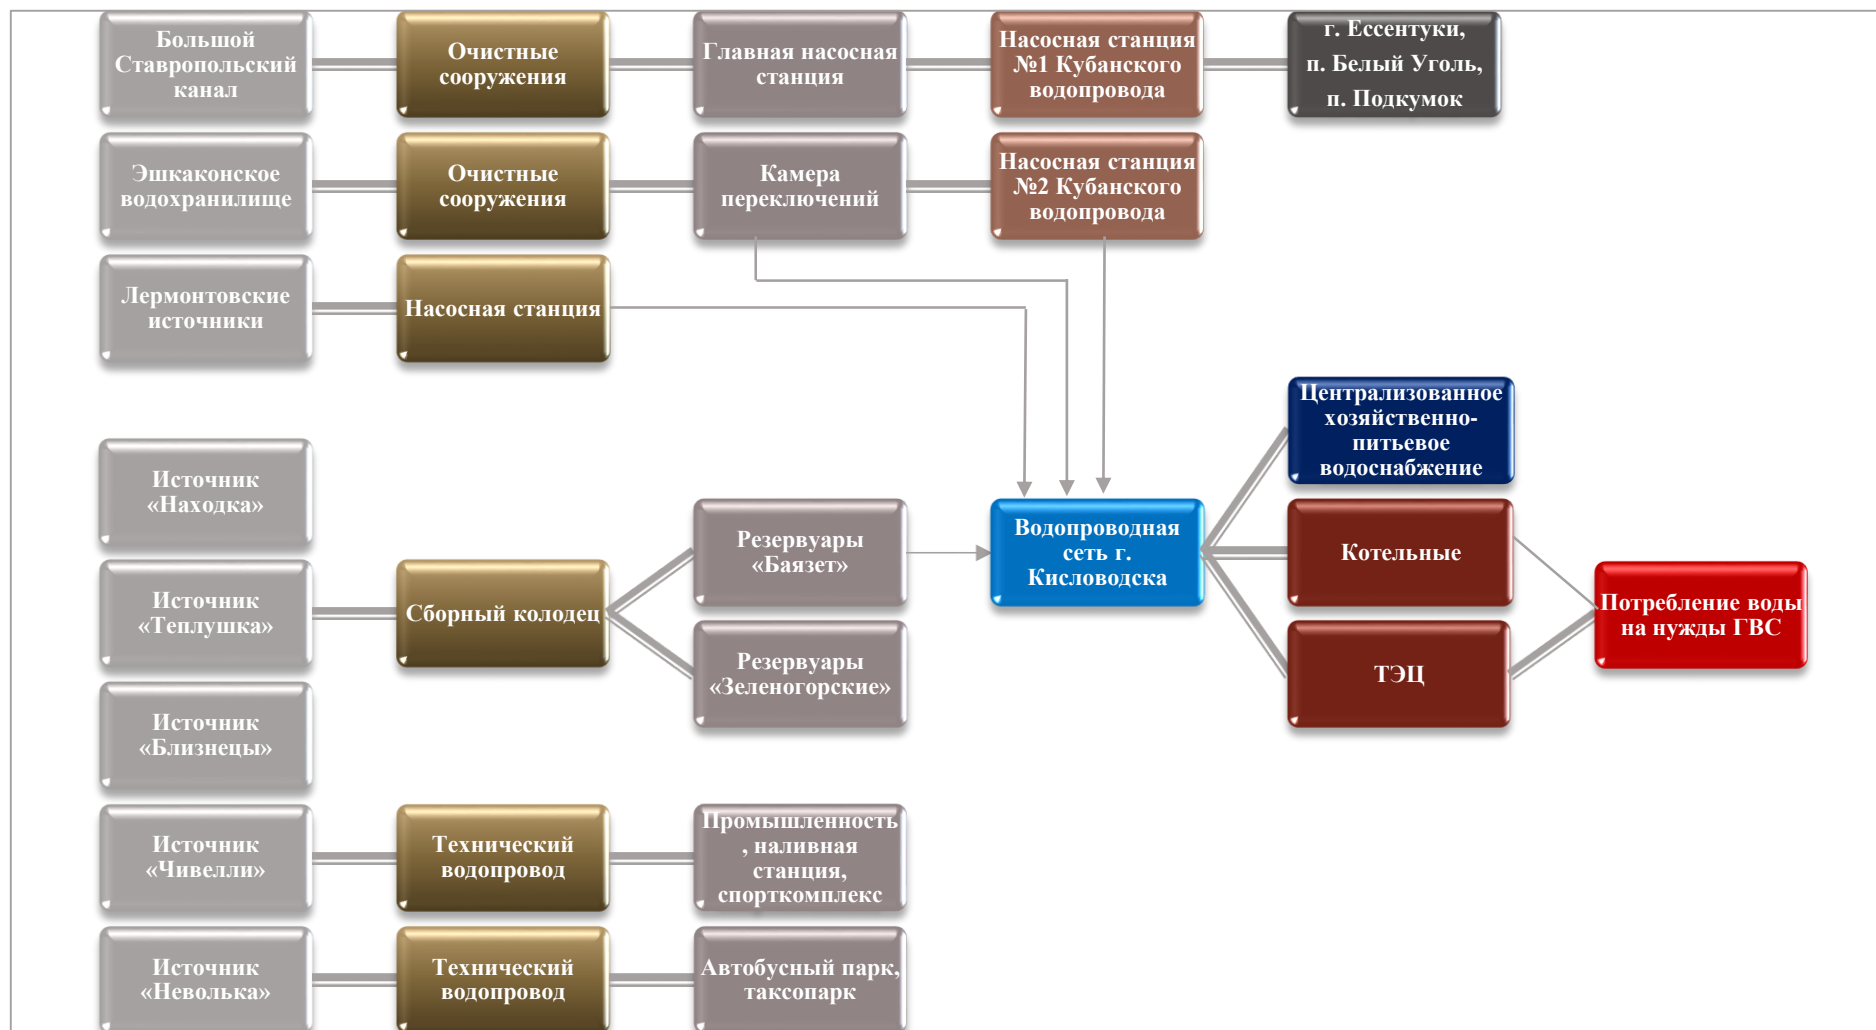 Большой
Ставропольский
канал
Очистные
сооружения
Главная насосная
станция
Насосная станция
№1 Кубанского
водопровода
г. Ессентуки,
п. Белый Уголь,
п. Подкумок
Эшкаконское
водохранилище
Очистные
сооружения
Камера
переключений
Насосная станция
№2 Кубанского
водопровода
Лермонтовские
источники
Насосная станция
Централизованное
хозяйственно-
питьевое
водоснабжение
Источник
«Находка»
Резервуары
«Баязет»
Водопроводная
сеть г.
Кисловодска
Котельные
Источник
«Теплушка»
Сборный колодец
Потребление воды
на нужды ГВС
Резервуары
«Зеленогорские»
ТЭЦ
Источник
«Близнецы»
Источник
«Чивелли»
Технический
водопровод
Промышленность
, наливная
станция,
спорткомплекс
Источник
«Неволька»
Технический
водопровод
Автобусный парк,
таксопарк